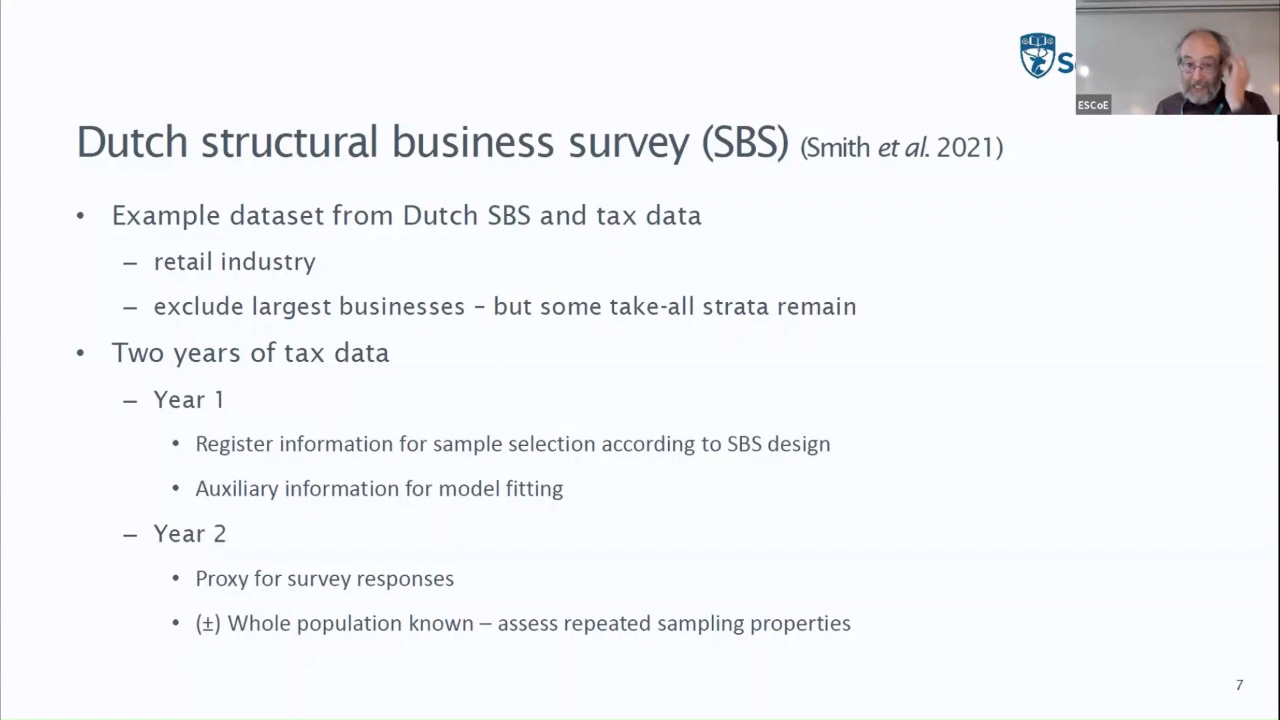 ESCoE
Dutch structural business survey (SBS) (Smith et al. 2021)
• Example dataset from Dutch SBS and tax data
– retail industry
– exclude largest businesses – but some take-all strata remain
• Two years of tax data
– Year 1
• Register information for sample selection according to SBS design
• Auxiliary information for model fitting
– Year 2
• Proxy for survey responses
• (±) Whole population known – assess repeated sampling properties
7